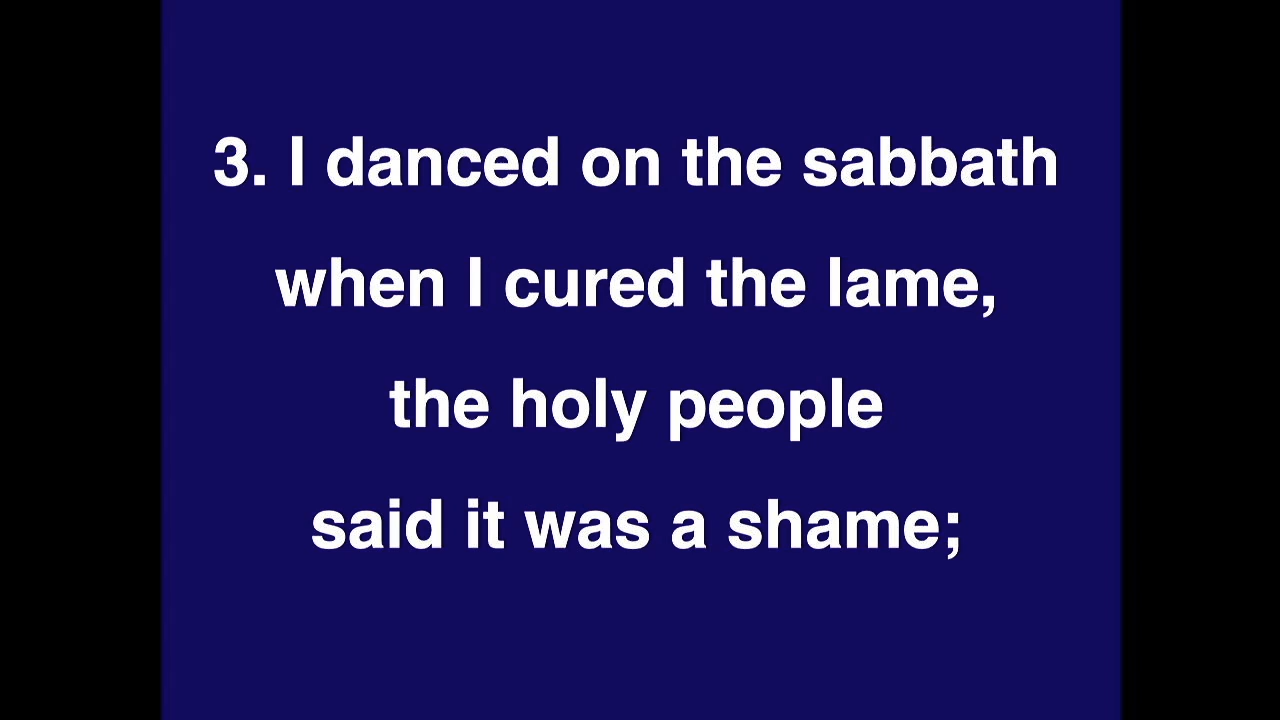 3. I danced on the sabbath
when I cured the lame,
the holy people
said it was a shame;